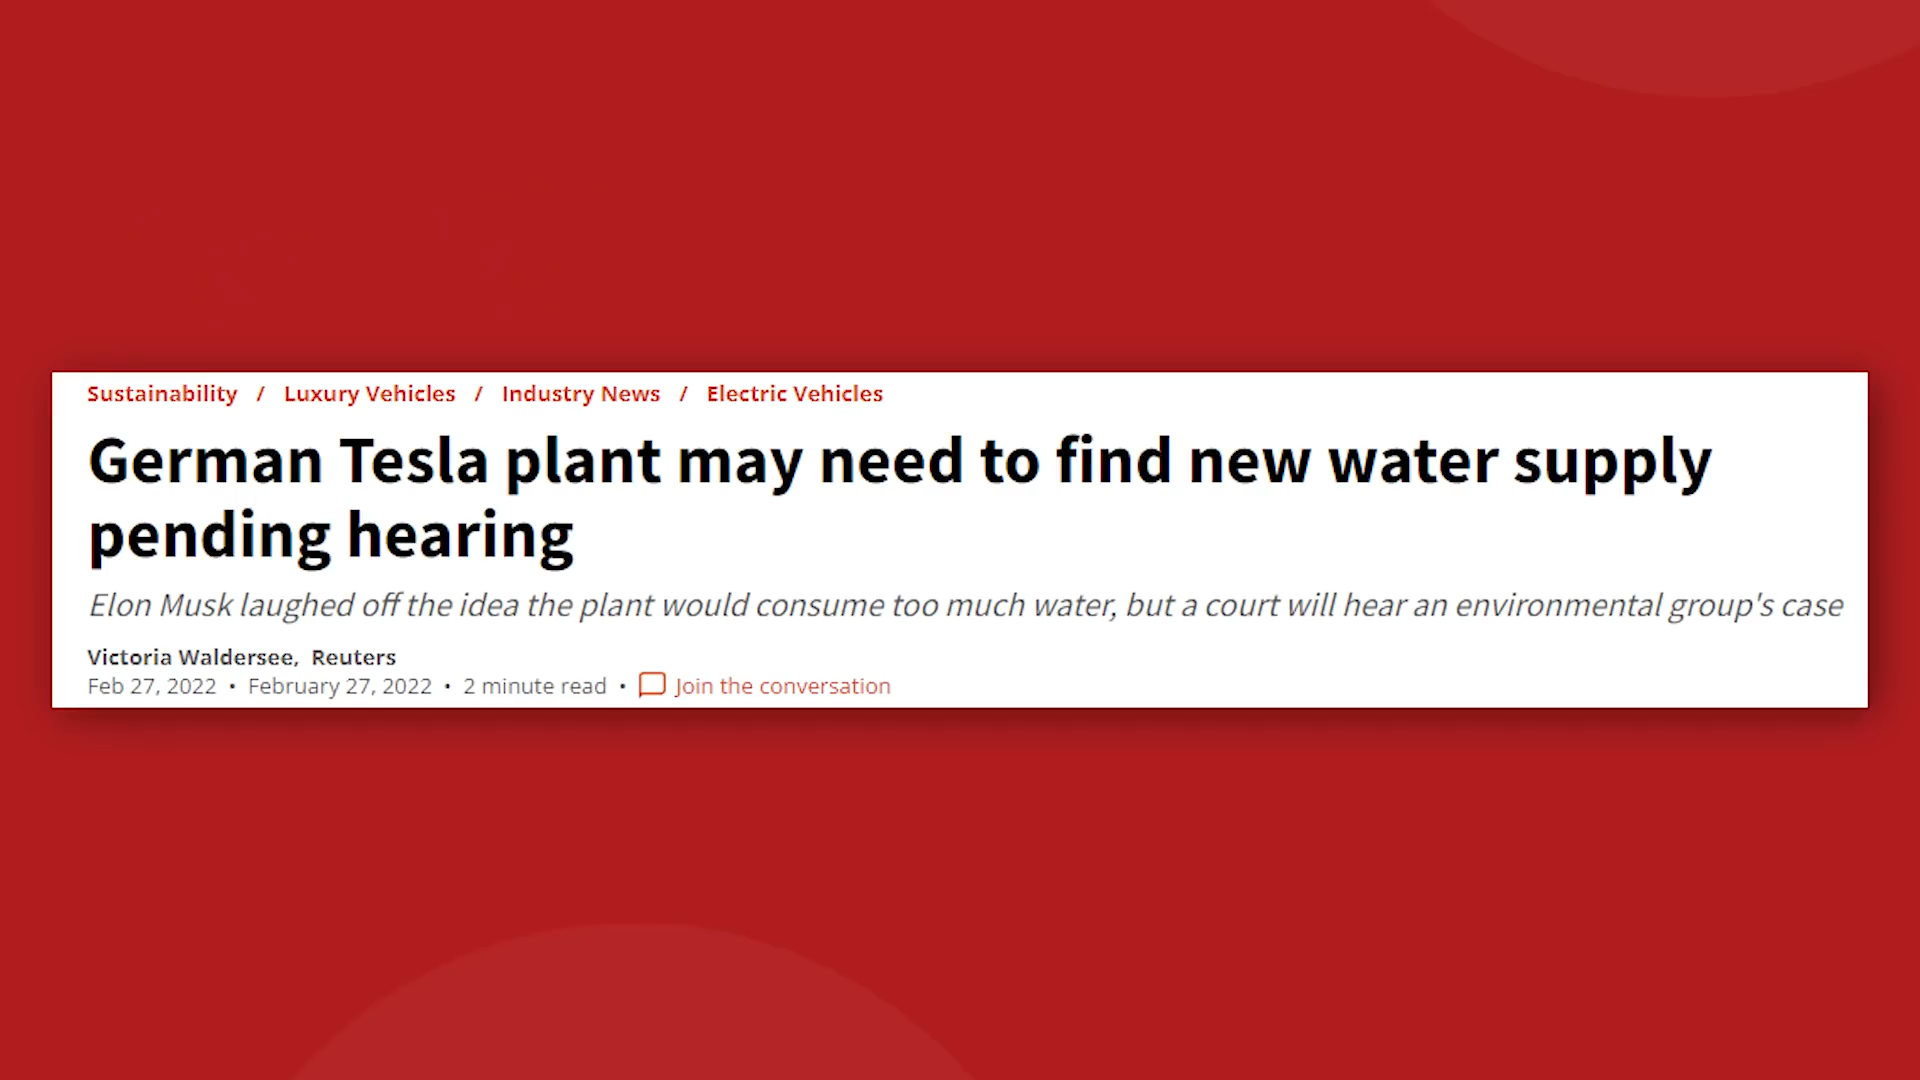 Sustainability / Luxury Vehicles / Industry News / Electric Vehicles
German Tesla plant may need to find new water supply
pending hearing
Elon Musk laughed off the idea the plant would consume too much water, but a court will hear an environmental group's case
Victoria Waldersee, Reuters
Feb 27, 2022 • February 27, 2022 • 2 minute read • Join the conversation